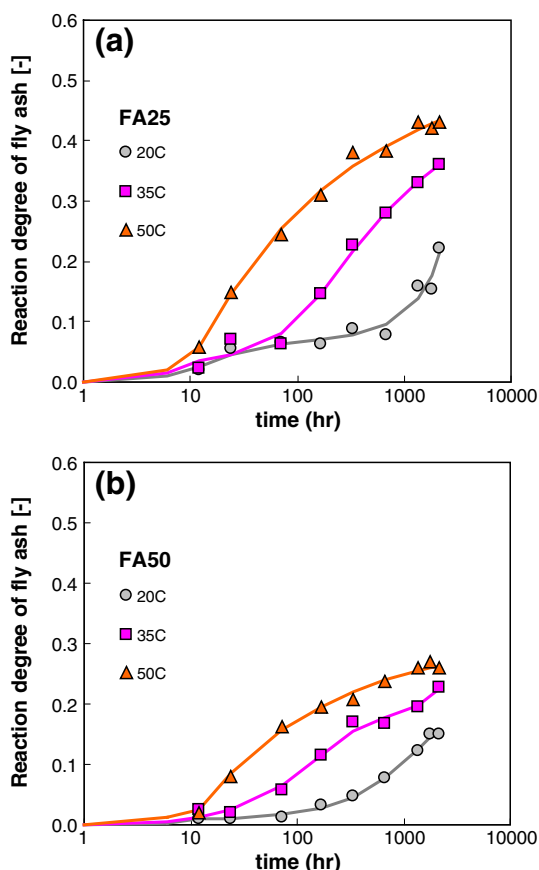 (a)
0.6
0.5
0.4
0.3
0.2
0.1
0.0
Reaction degree of fly ash [-]
FA25
20C
35C
50C
1
10
100
1000
10000
time (hr)
(b)
0.6
0.5
0.4
0.3
0.2
0.1
0.0
Reaction degree of fly ash [-]
FA50
20C
35C
50C
1
10
100
1000
10000
time (hr)